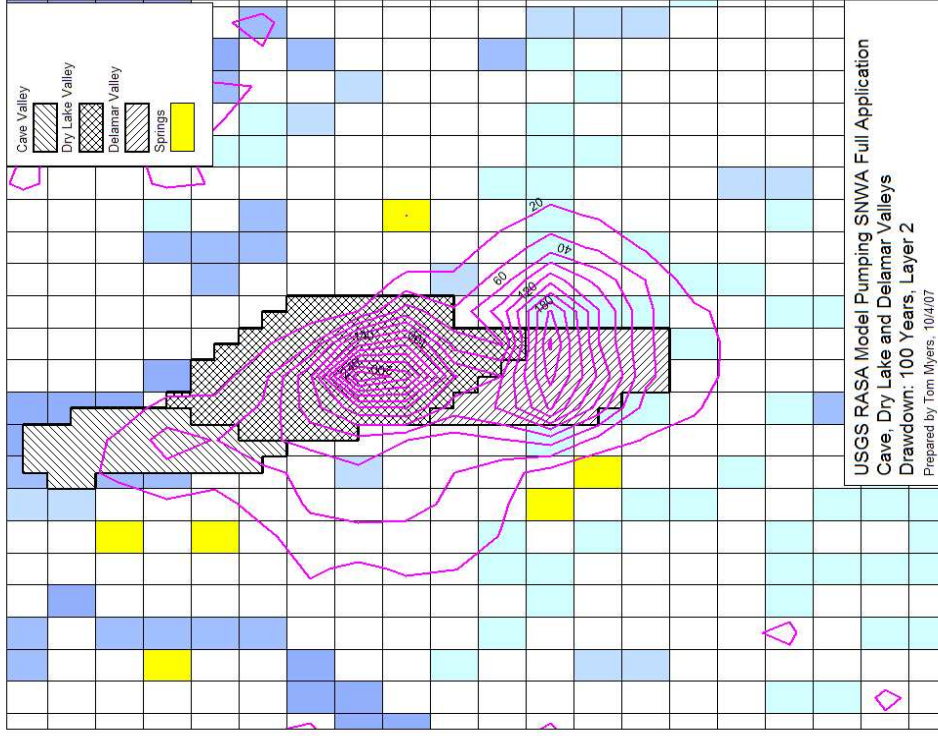 Cave Valley
Dry Lake Valley
Delamar Valley
Springs
20
40
60
120
180
USGS RASA Model Pumping SNWA Full Application
Cave, Dry Lake and Delamar Valleys
Drawdown: 100 Years, Layer 2
Prepared by Tom Myers, 10/4/07